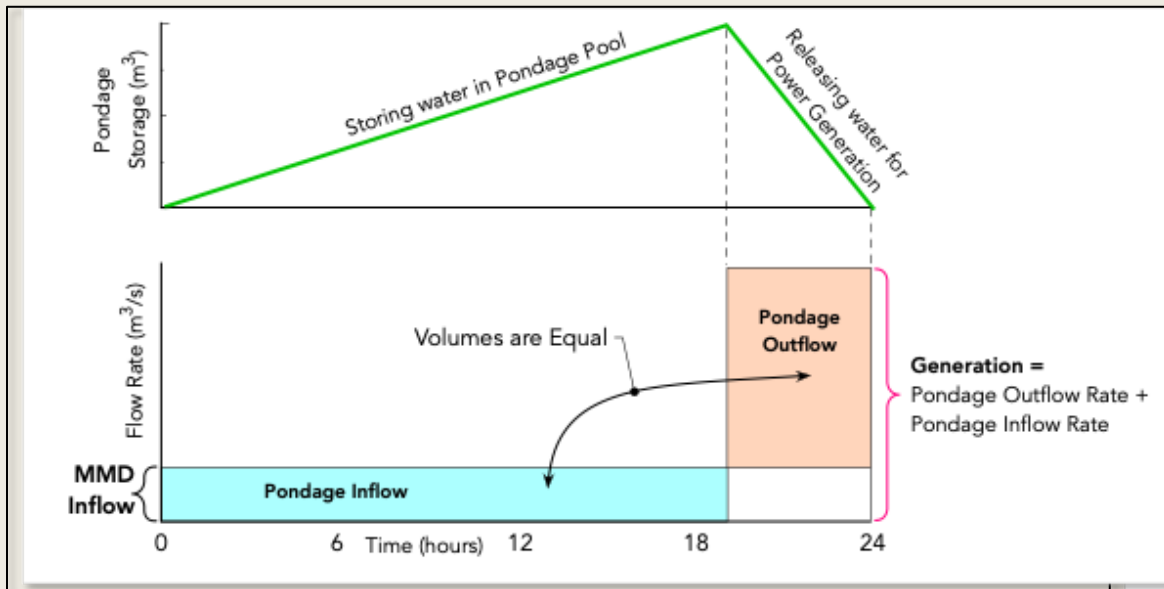 Pondage
Storage (m³)
Storing water in Pondage Pool
Releasing water for
Power Generation
Flow Rate (m³/s)
Volumes are Equal
Pondage
Outflow
Generation =
Pondage Outflow Rate +
Pondage Inflow Rate
MMD
Inflow
Pondage Inflow
0
6
Time (hours)
12
18
24